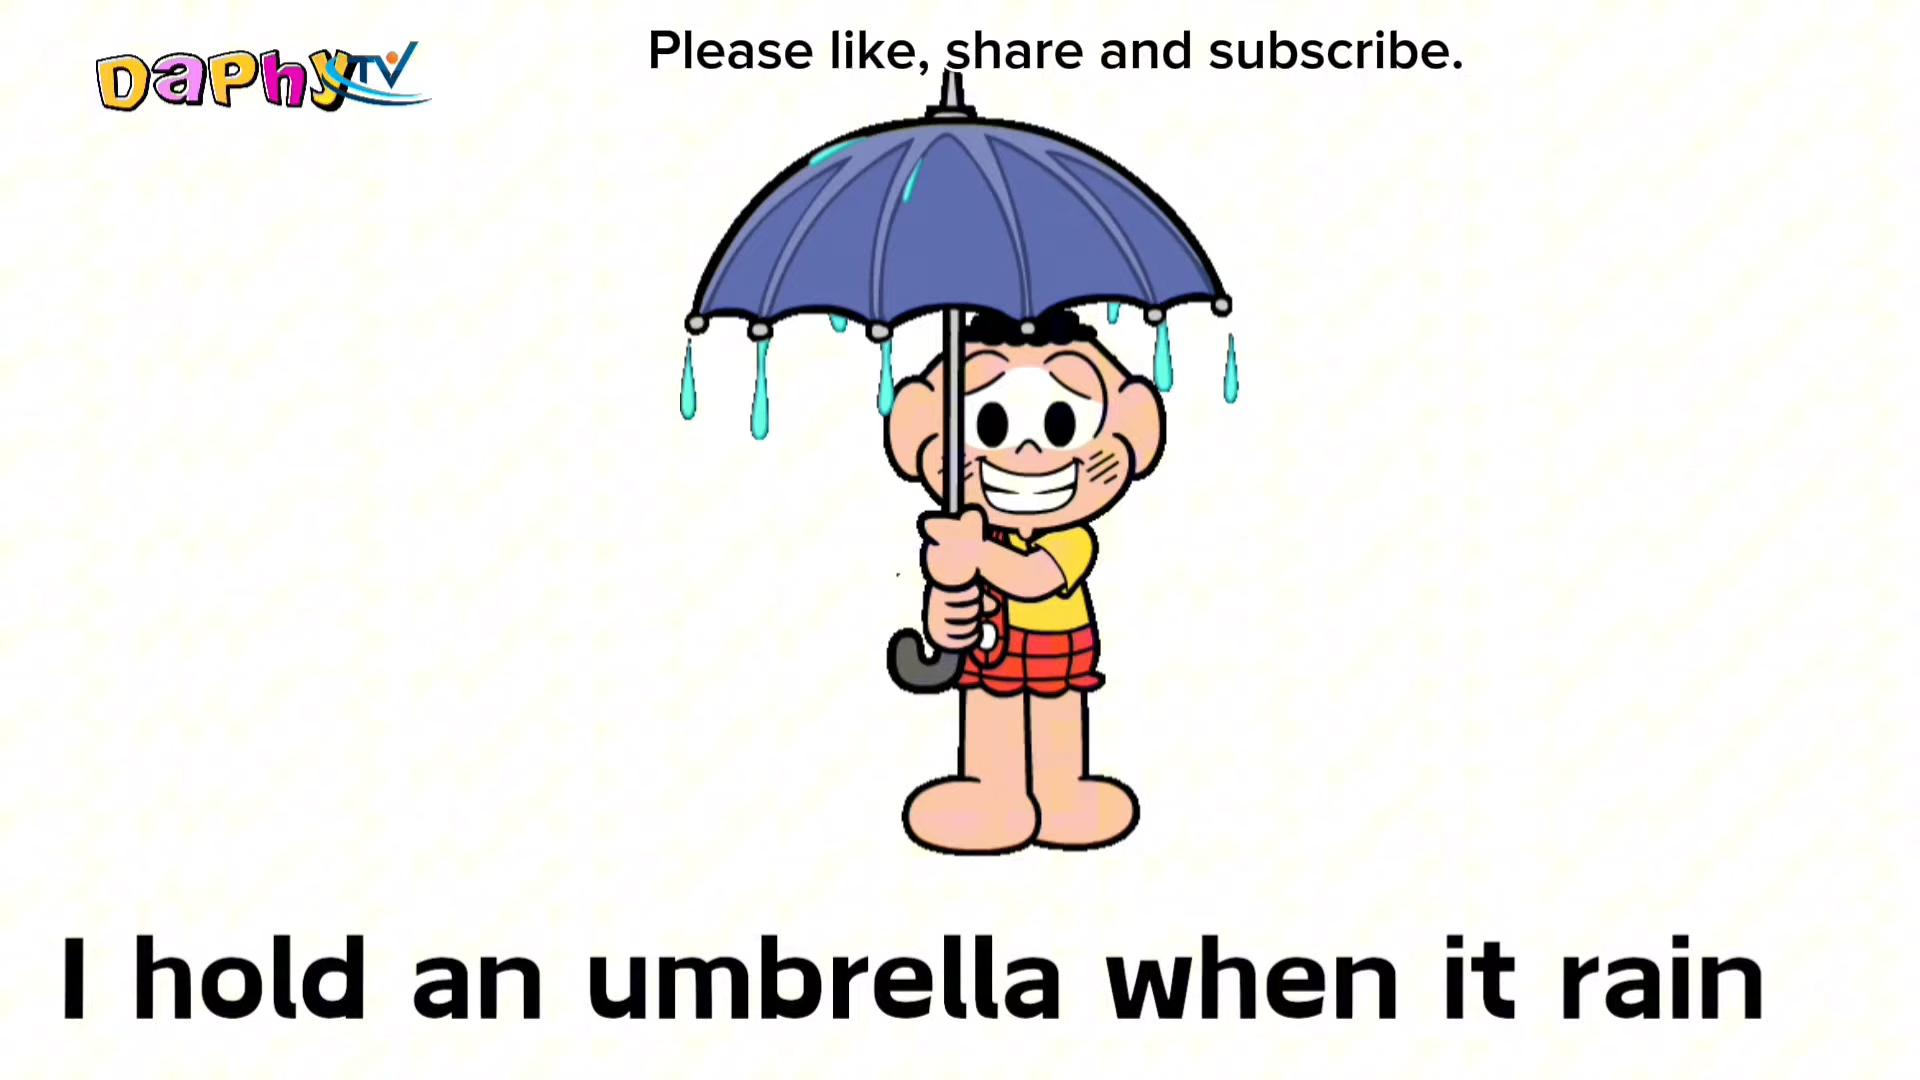 Daphy TV
Please like, share and subscribe.
I hold an umbrella when it rain